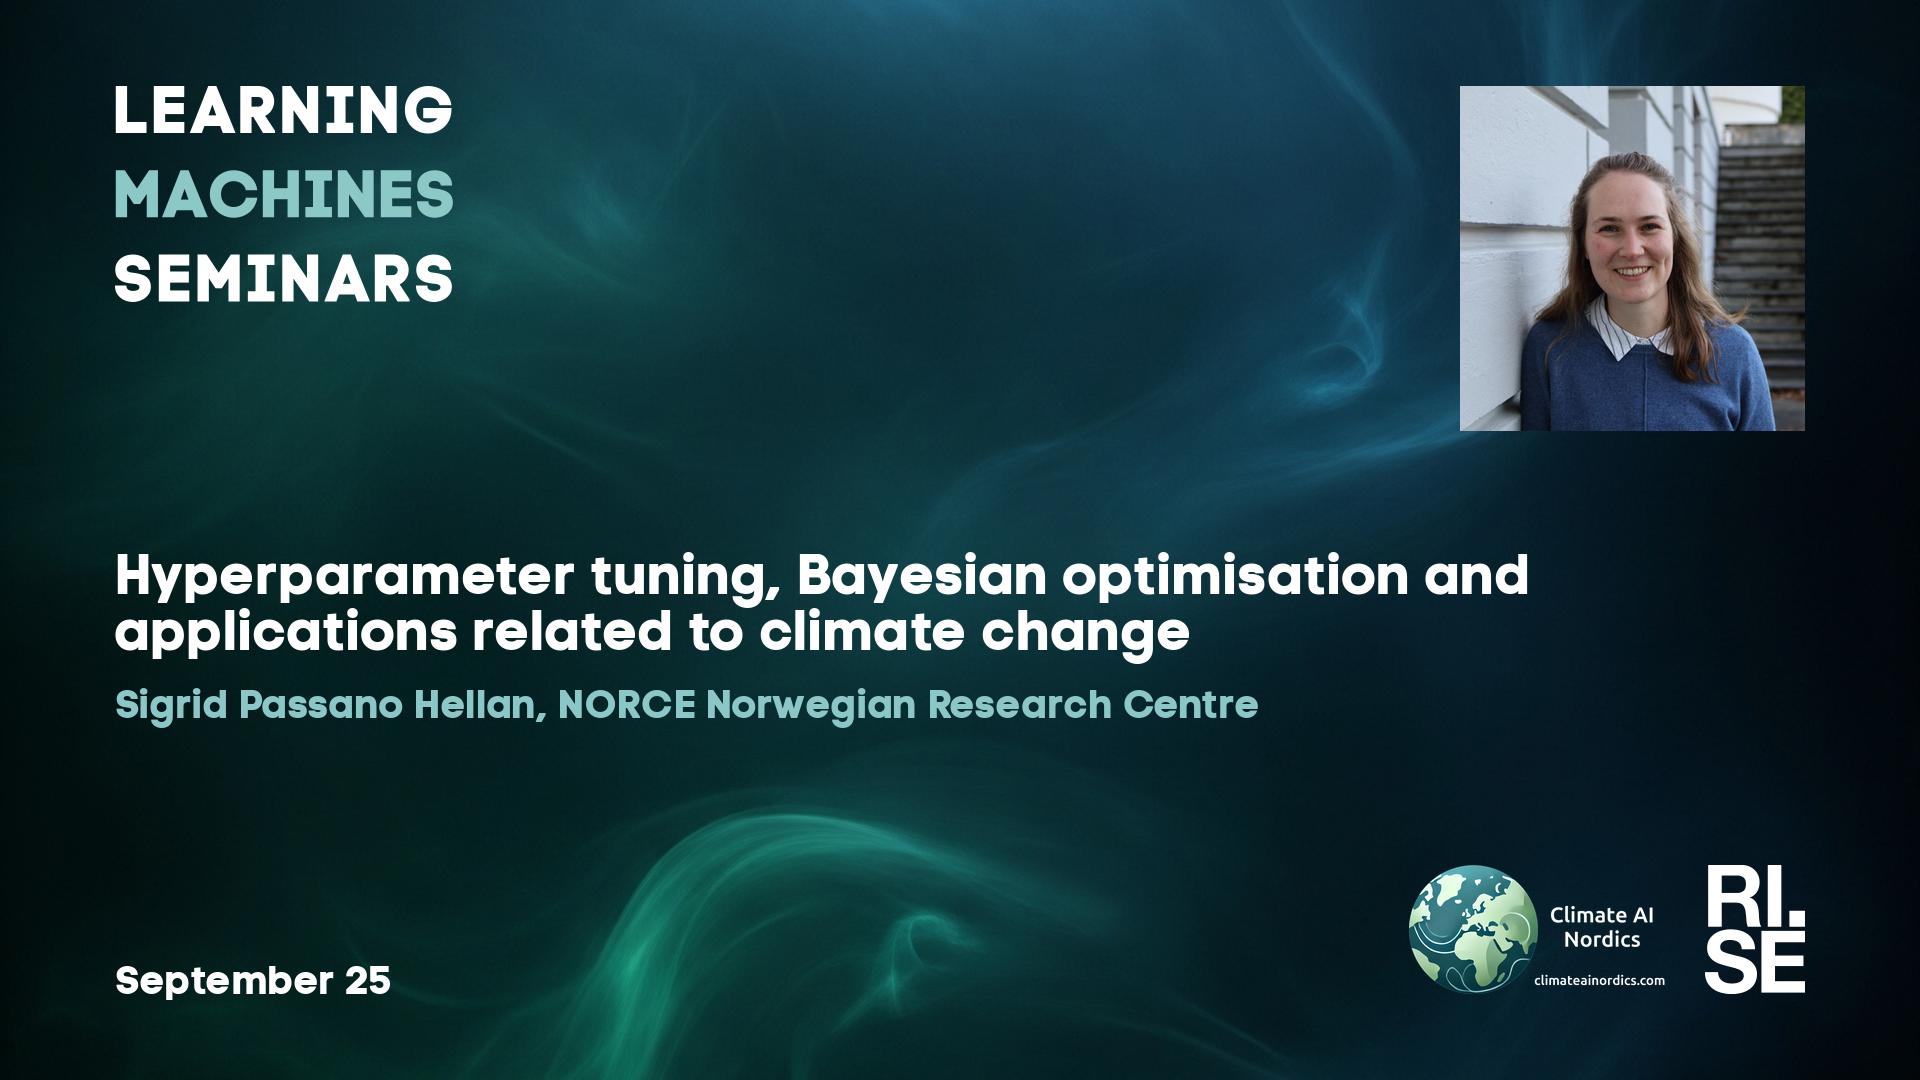 LEARNING
MACHINES
SEMINARS
Hyperparameter tuning, Bayesian optimisation and
applications related to climate change
Sigrid Passano Hellan, NORCE Norwegian Research Centre
September 25
Climate AI
Nordics
climateainordics.com
RI.
SE